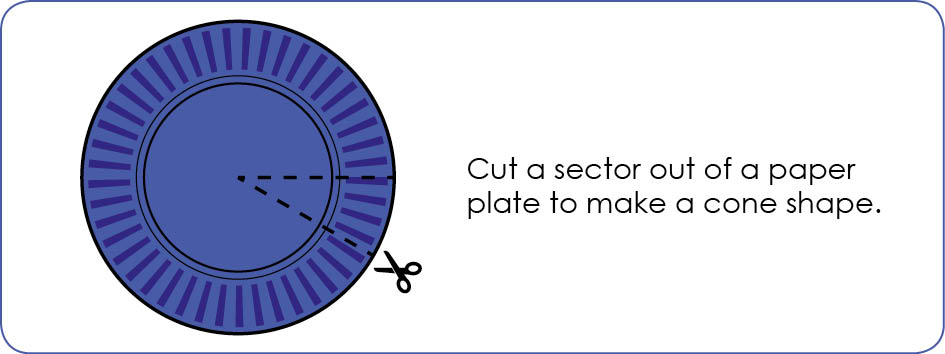 Cut a sector out of a paper
plate to make a cone shape.